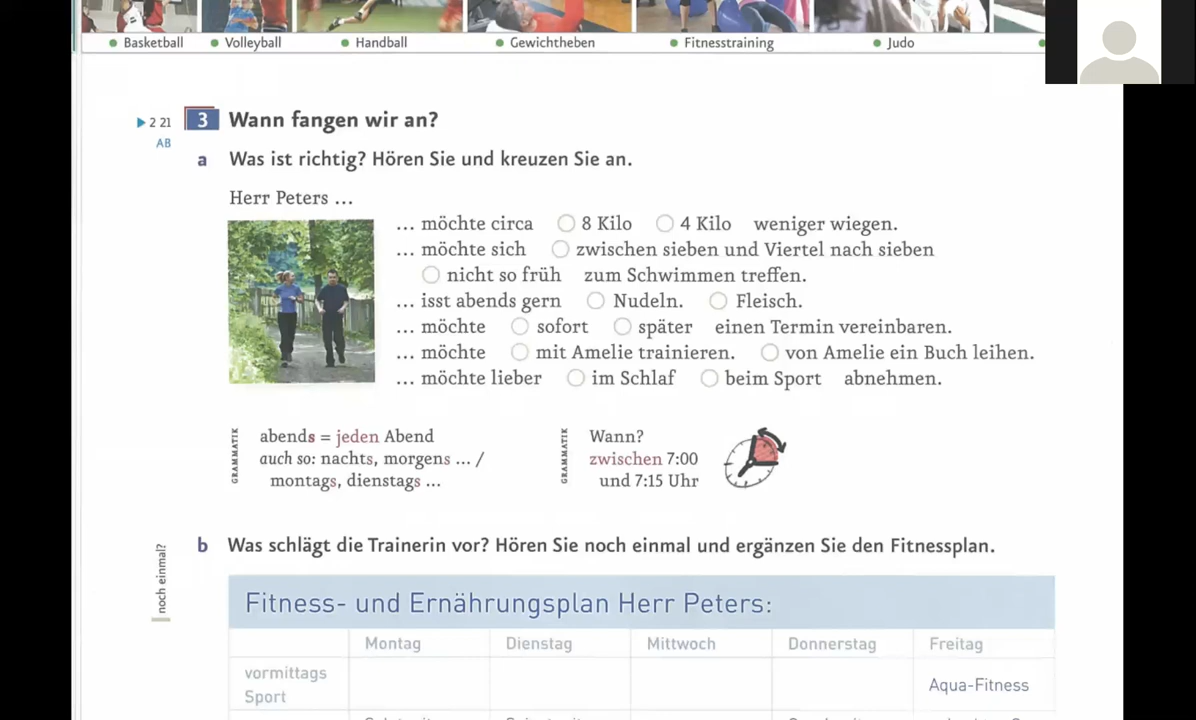 Basketball Volleyball Handball Gewichtheben Fitnesstraining Judo
2 21 3 Wann fangen wir an?
AB
a Was ist richtig? Hören Sie und kreuzen Sie an.
Herr Peters ...
... möchte circa 8 Kilo 4 Kilo weniger wiegen.
... möchte sich zwischen sieben und Viertel nach sieben
nicht so früh zum Schwimmen treffen.
... isst abends gern Nudeln. Fleisch.
... möchte sofort später einen Termin vereinbaren.
... möchte mit Amelie trainieren. von Amelie ein Buch leihen.
... möchte lieber im Schlaf beim Sport abnehmen.
GRAMMATIK
abends = jeden Abend
auch so: nachts, morgens ... /
montags, dienstags ...
GRAMMATIK
Wann?
zwischen 7:00
und 7:15 Uhr
noch einmal?
b Was schlägt die Trainerin vor? Hören Sie noch einmal und ergänzen Sie den Fitnessplan.
Fitness- und Ernährungsplan Herr Peters:
Montag Dienstag Mittwoch Donnerstag Freitag
vormittags
Sport
Aqua-Fitness